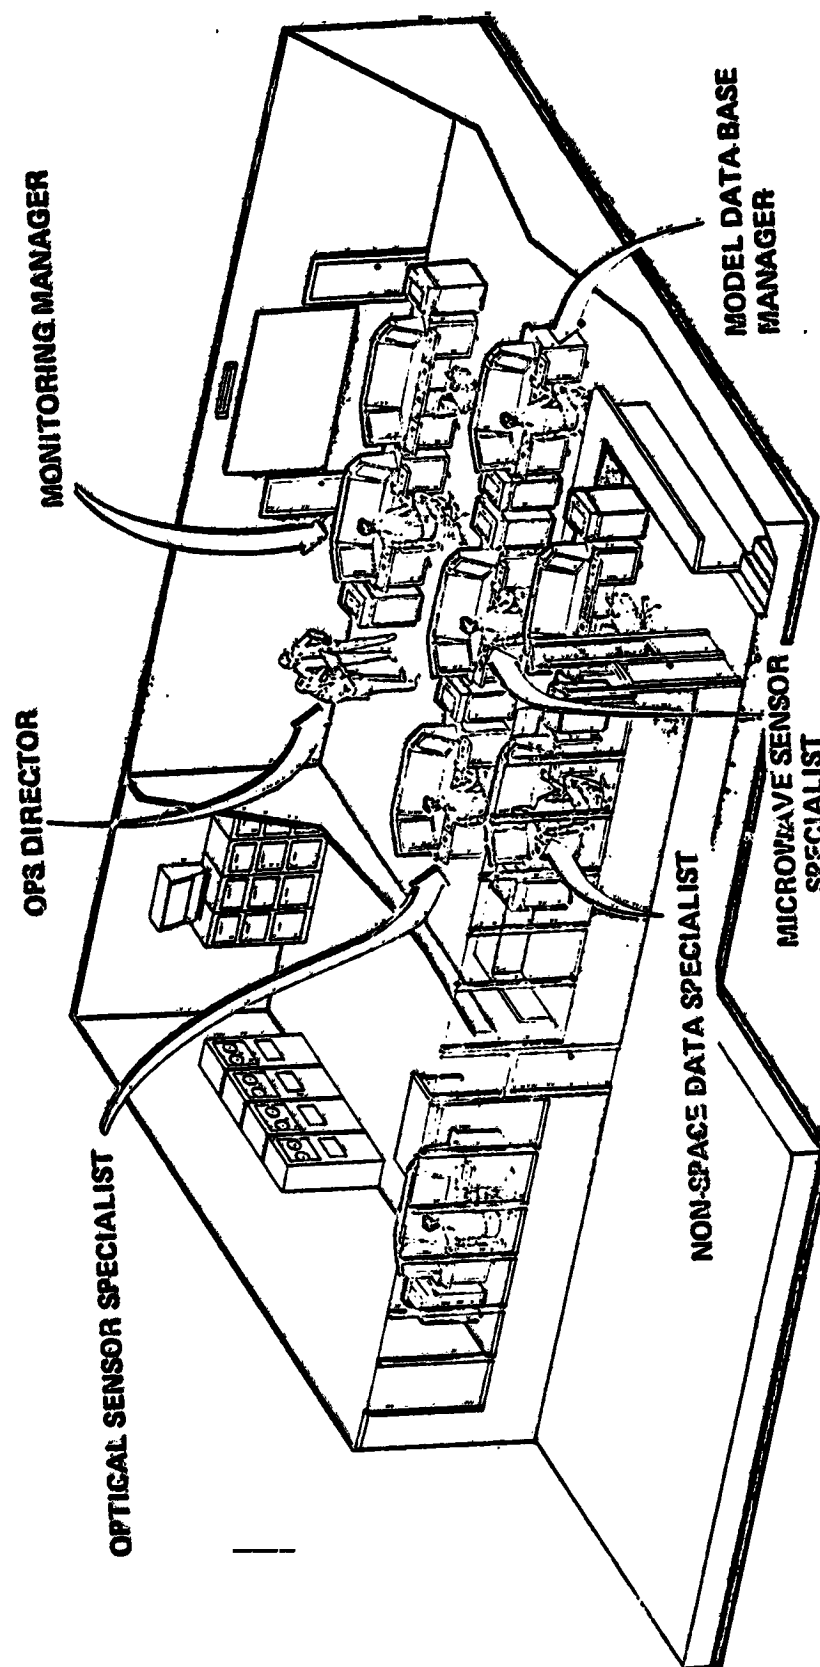 OPTICAL SENSOR SPECIALIST
OPS DIRECTOR
MONITORING MANAGER
NON-SPACE DATA SPECIALIST
MICROWAVE SENSOR
SPECIALIST
MODEL DATA BASE
MANAGER